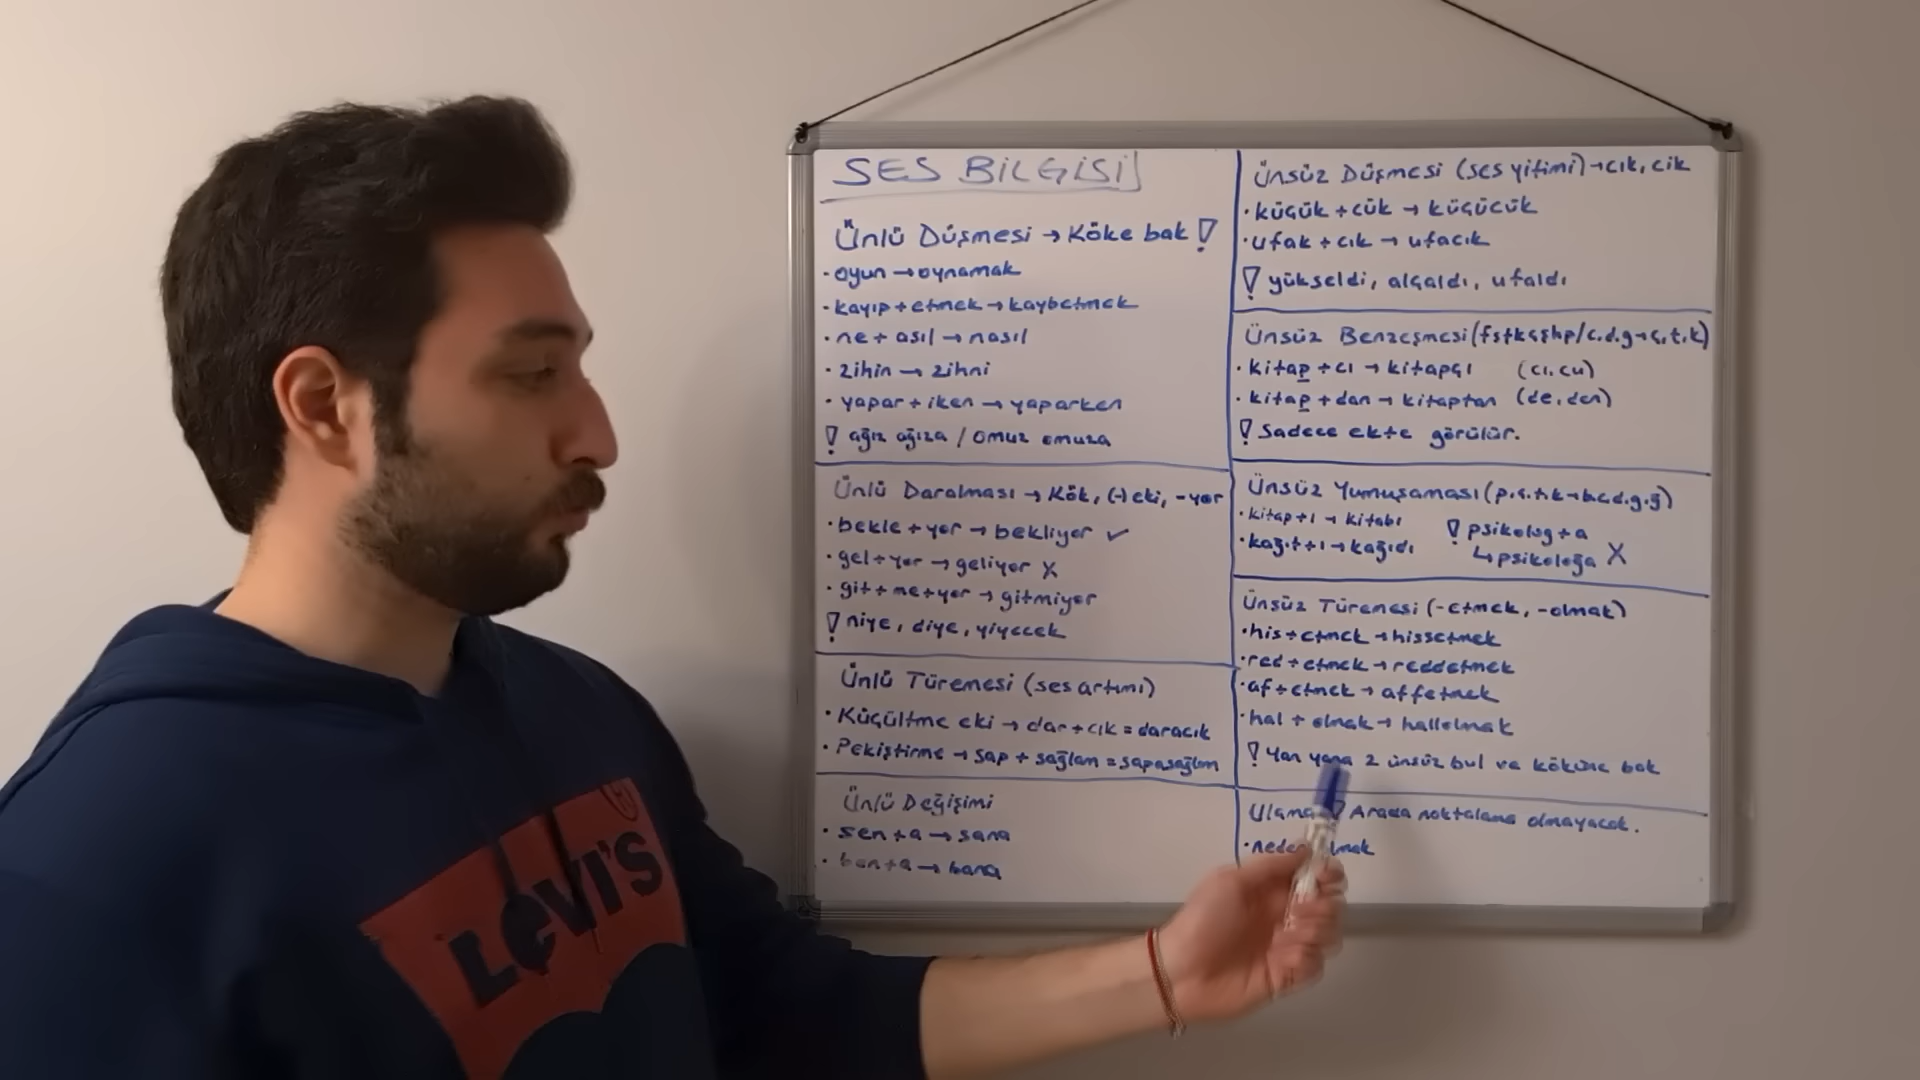 SES BİLGİSİ
Ünlü Düşmesi → Köke bak !
• oyun → oynamak
• kayıp + etmek → kaybetmek
• ne + asıl → nasıl
• zihin → zihni
• yapar + iken → yaparken
! ağız ağıza / omuz omuza
Ünlü Daralması → Kök, (-) eki, -yor
• bekle + yor → bekliyor ✓
• gel + yor → geliyor X
• git + me + yor → gitmiyor
! niye, diye, yiyecek
Ünlü Türemesi (ses artımı)
• Küçültme eki → dar + cık = daracık
• Pekiştirme → sap + sağlam = sapasağlam
Ünlü Değişimi
• sen + a → sana
• ben + a → bana
Ünsüz Düşmesi (ses yitimi) → cık, cik
• küçük + cük → küçücük
• ufak + cık → ufacık
! yükseldi, alçaldı, ufaldı
Ünsüz Benzeşmesi (fstkçşhp / c.d.g → ç.t.k)
• kitap + cı → kitapçı (cı, cu)
• kitap + dan → kitaptan (de, den)
! Sadece ekte görülür.
Ünsüz Yumuşaması (p.ç.t.k → b.c.d.g.ğ)
• kitap + ı → kitabı
• kağıt + ı → kağıdı
! psikolog + a
↳ psikoloğa X
Ünsüz Türemesi (-etmek, -olmak)
• his + etmek → hissetmek
• red + etmek → reddetmek
• af + etmek → affetmek
• hal + olmak → hallolmak
! Yan yana 2 ünsüz bul ve köküne bak
Ulama ! Arada noktalama olmayacak.
LEVI'S